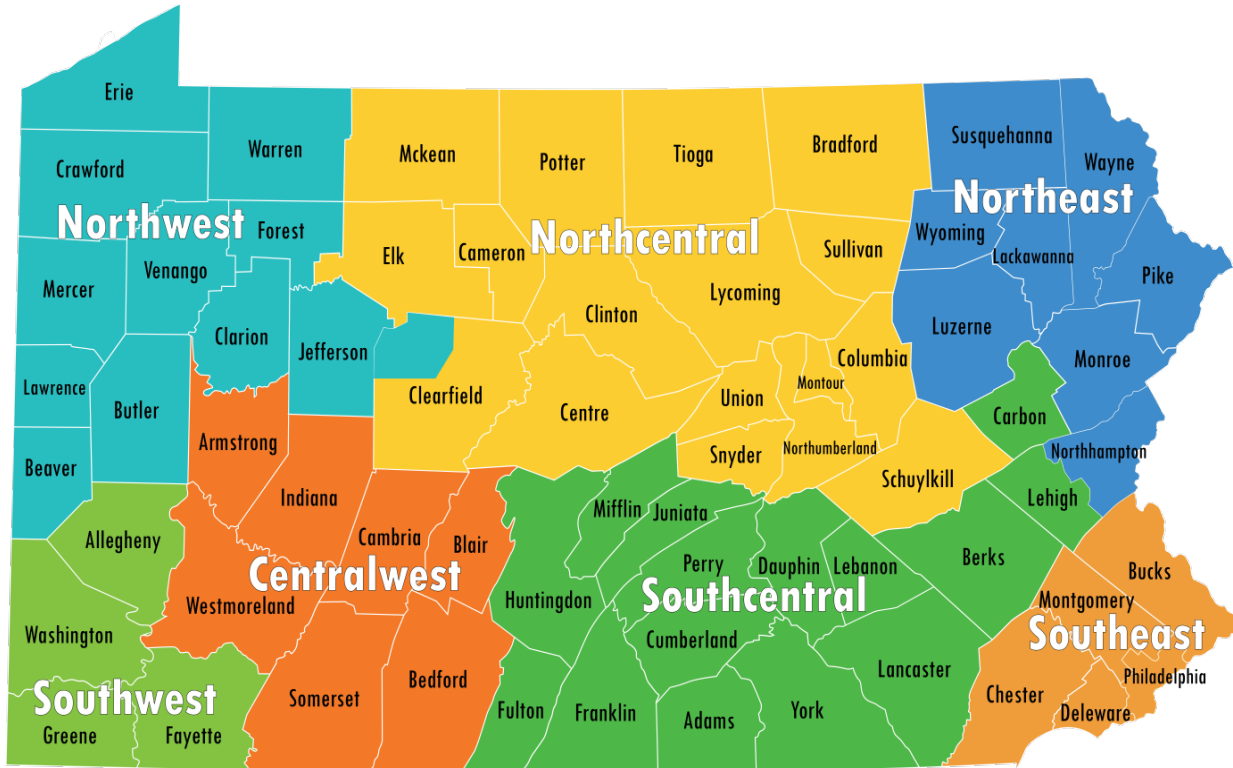 Erie
Warren
Mckean
Potter
Tioga
Bradford
Susquehanna
Wayne
Crawford
Northwest
Forest
Northcentral
Northeast
Elk
Cameron
Sullivan
Wyoming
Lackawanna
Mercer
Venango
Lycoming
Pike
Clinton
Luzerne
Clarion
Jefferson
Columbia
Monroe
Lawrence
Butler
Clearfield
Centre
Union
Montour
Carbon
Armstrong
Beaver
Snyder
Northumberland
Northhampton
Schuylkill
Indiana
Lehigh
Mifflin
Juniata
Allegheny
Cambria
Blair
Perry
Dauphin
Lebanon
Berks
Bucks
Centralwest
Westmoreland
Huntingdon
Southcentral
Montgomery
Washington
Cumberland
Southeast
Lancaster
Philadelphia
Southwest
Somerset
Bedford
Chester
Fulton
Franklin
Adams
York
Deleware
Greene
Fayette